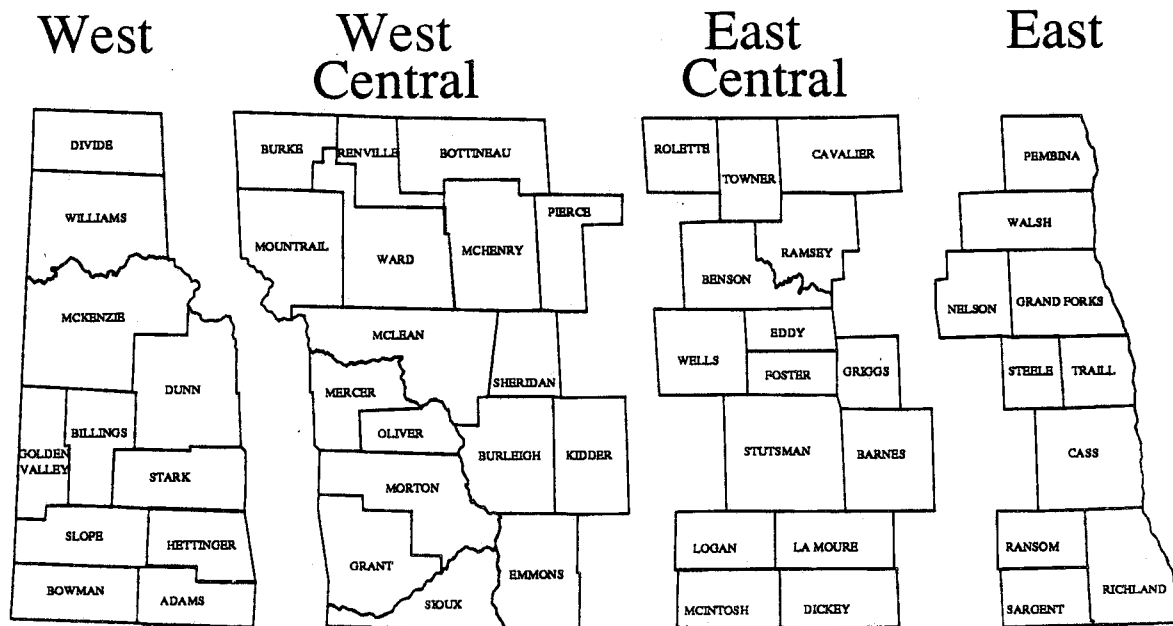 West
West
Central
East
Central
East
DIVIDE
WILLIAMS
MCKENZIE
DUNN
BILLINGS
GOLDEN
VALLEY
STARK
SLOPE
HETTINGER
BOWMAN
ADAMS
BURKE
RENVILLE
BOTTINEAU
PIERCE
MOUNTRAIL
WARD
MCHENRY
MCLEAN
SHERIDAN
MERCER
OLIVER
BURLEIGH
KIDDER
MORTON
GRANT
EMMONS
SIOUX
ROLETTE
TOWNER
CAVALIER
RAMSEY
BENSON
EDDY
WELLS
FOSTER
GRIGGS
STUTSMAN
BARNES
LOGAN
LA MOURE
MCINTOSH
DICKEY
PEMBINA
WALSH
NELSON
GRAND FORKS
STEELE
TRAILL
CASS
RANSOM
RICHLAND
SARGENT